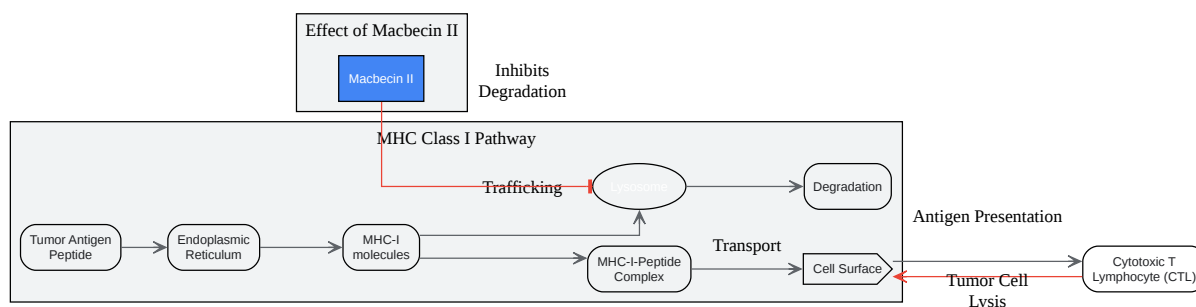 Effect of Macbecin II
Macbecin II
Inhibits
Degradation
MHC Class I Pathway
Trafficking
Lysosome
Degradation
Tumor Antigen
Peptide
Endoplasmic
Reticulum
MHC-I
molecules
MHC-I-Peptide
Complex
Transport
Cell Surface
Antigen Presentation
Tumor Cell
Lysis
Cytotoxic T
Lymphocyte (CTL)